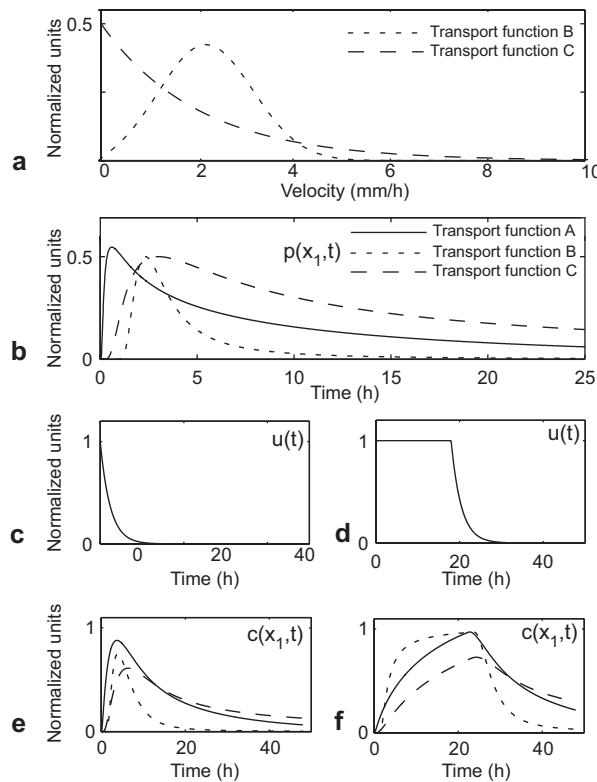 Normalized units
0.5
0
Transport function B
Transport function C
0 2 4 6 8 10
Velocity (mm/h)
a
Normalized units
0.5
0
p(x1,t)
Transport function A
Transport function B
Transport function C
0 5 10 15 20 25
Time (h)
b
Normalized units
1
0
u(t)
0 20 40
Time (h)
c
1
0
u(t)
0 20 40
Time (h)
d
Normalized units
1
0
c(x1,t)
0 20 40
Time (h)
e
1
0
c(x1,t)
0 20 40
Time (h)
f